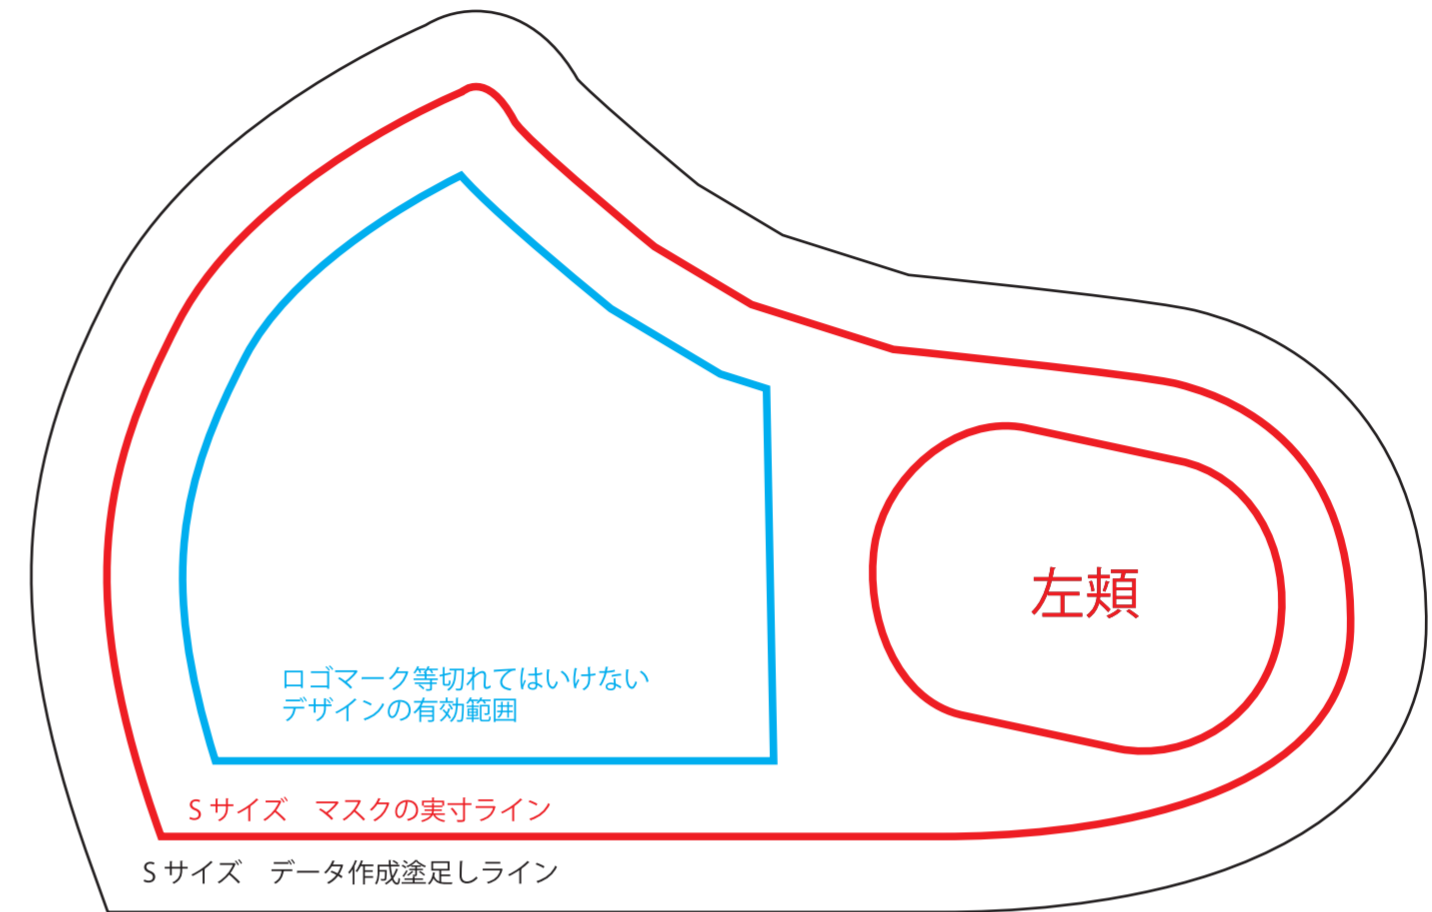 左頬
ロゴマーク等切れてはいけない
デザインの有効範囲
S サイズ　マスクの実寸ライン
S サイズ　データ作成塗足しライン